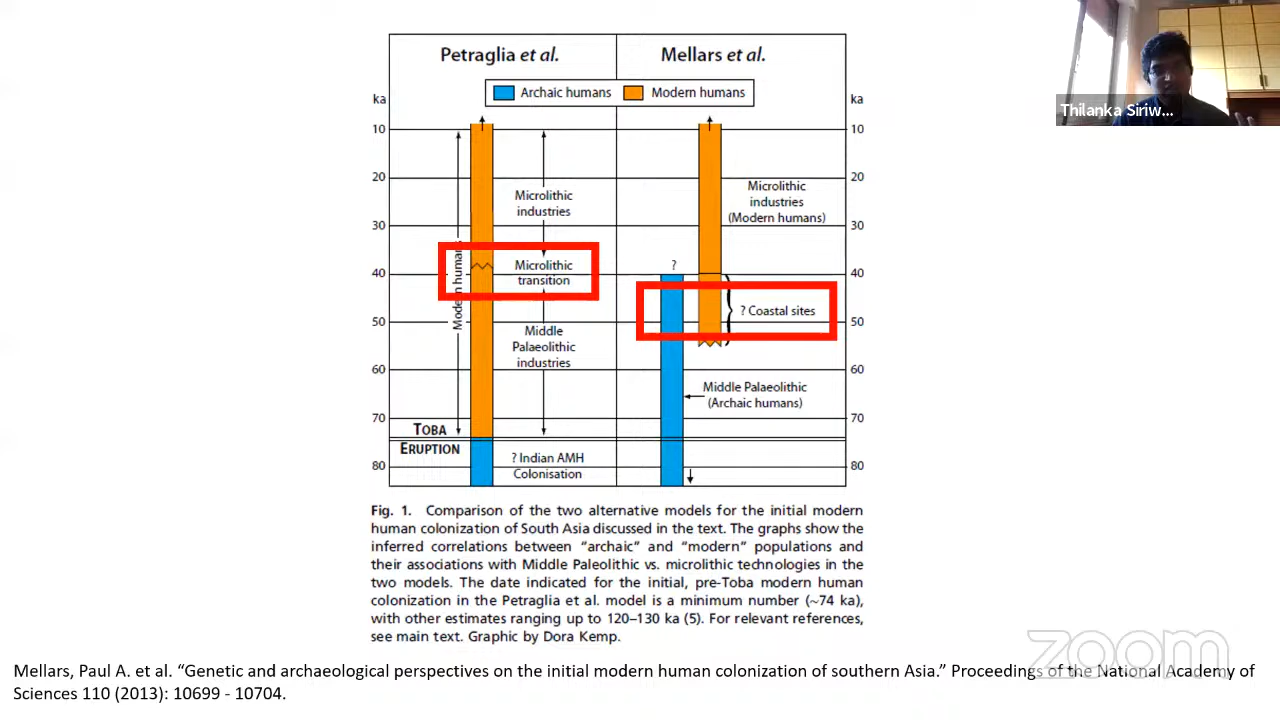 Petraglia et al.
Mellars et al.
Archaic humans
Modern humans
ka
ka
10
10
20
20
30
30
40
40
50
50
60
60
70
70
80
80
Modern humans
Microlithic
industries
Microlithic
transition
Middle
Palaeolithic
industries
TOBA
ERUPTION
? Indian AMH
Colonisation
Microlithic
industries
(Modern humans)
?
? Coastal sites
Middle Palaeolithic
(Archaic humans)
Fig. 1. Comparison of the two alternative models for the initial modern
human colonization of South Asia discussed in the text. The graphs show the
inferred correlations between “archaic” and “modern” populations and
their associations with Middle Paleolithic vs. microlithic technologies in the
two models. The date indicated for the initial, pre-Toba modern human
colonization in the Petraglia et al. model is a minimum number (~74 ka),
with other estimates ranging up to 120–130 ka (5). For relevant references,
see main text. Graphic by Dora Kemp.
Mellars, Paul A. et al. “Genetic and archaeological perspectives on the initial modern human colonization of southern Asia.” Proceedings of the National Academy of
Sciences 110 (2013): 10699 - 10704.
Thilanka Siriw...
zoom